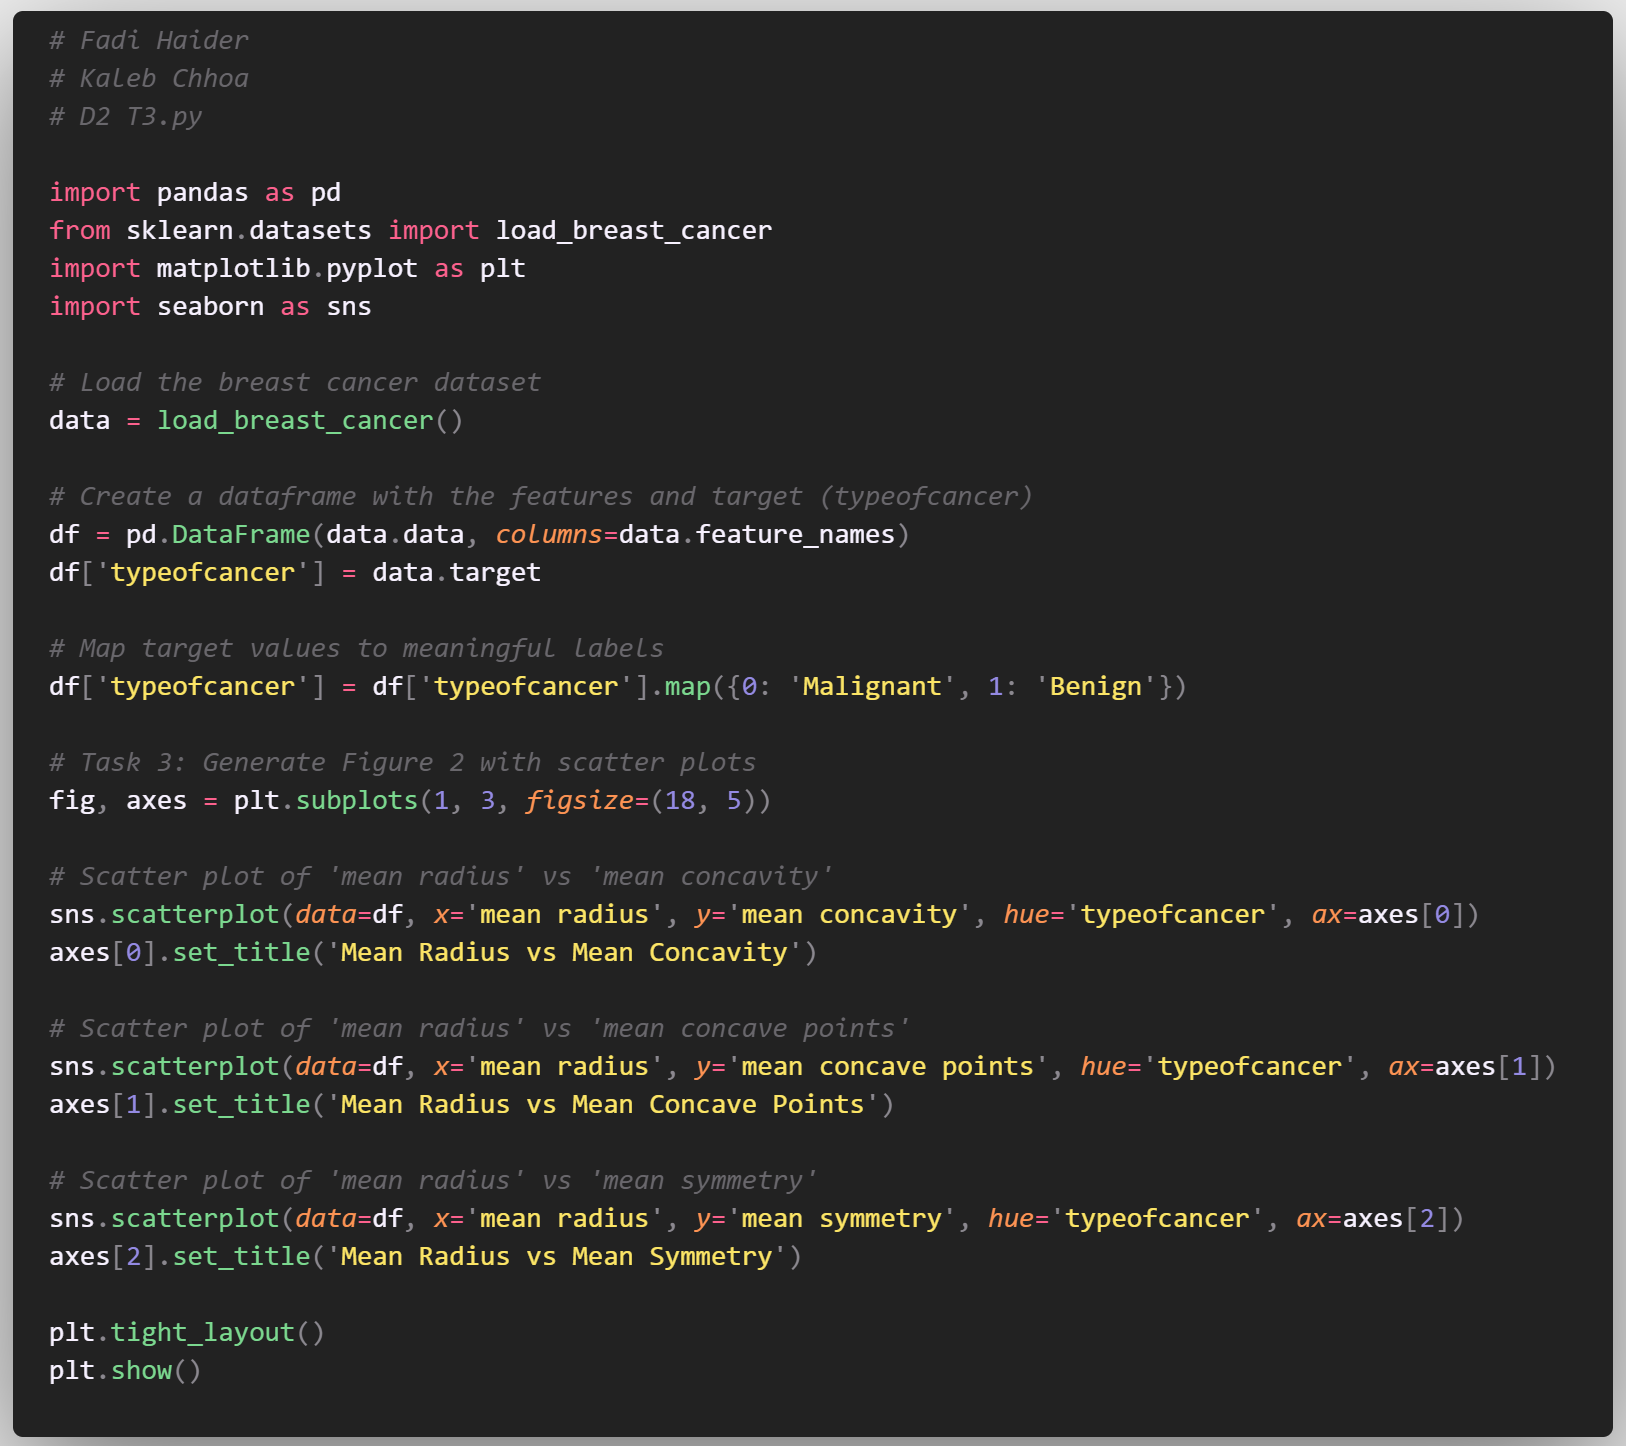 # Fadi Haider
# Kaleb Chhoa
# D2 T3.py
import pandas as pd
from sklearn.datasets import load_breast_cancer
import matplotlib.pyplot as plt
import seaborn as sns
# Load the breast cancer dataset
data = load_breast_cancer()
# Create a dataframe with the features and target (typeofcancer)
df = pd.DataFrame(data.data, columns=data.feature_names)
df['typeofcancer'] = data.target
# Map target values to meaningful labels
df['typeofcancer'] = df['typeofcancer'].map({0: 'Malignant', 1: 'Benign'})
# Task 3: Generate Figure 2 with scatter plots
fig, axes = plt.subplots(1, 3, figsize=(18, 5))
# Scatter plot of 'mean radius' vs 'mean concavity'
sns.scatterplot(data=df, x='mean radius', y='mean concavity', hue='typeofcancer', ax=axes[0])
axes[0].set_title('Mean Radius vs Mean Concavity')
# Scatter plot of 'mean radius' vs 'mean concave points'
sns.scatterplot(data=df, x='mean radius', y='mean concave points', hue='typeofcancer', ax=axes[1])
axes[1].set_title('Mean Radius vs Mean Concave Points')
# Scatter plot of 'mean radius' vs 'mean symmetry'
sns.scatterplot(data=df, x='mean radius', y='mean symmetry', hue='typeofcancer', ax=axes[2])
axes[2].set_title('Mean Radius vs Mean Symmetry')
plt.tight_layout()
plt.show()